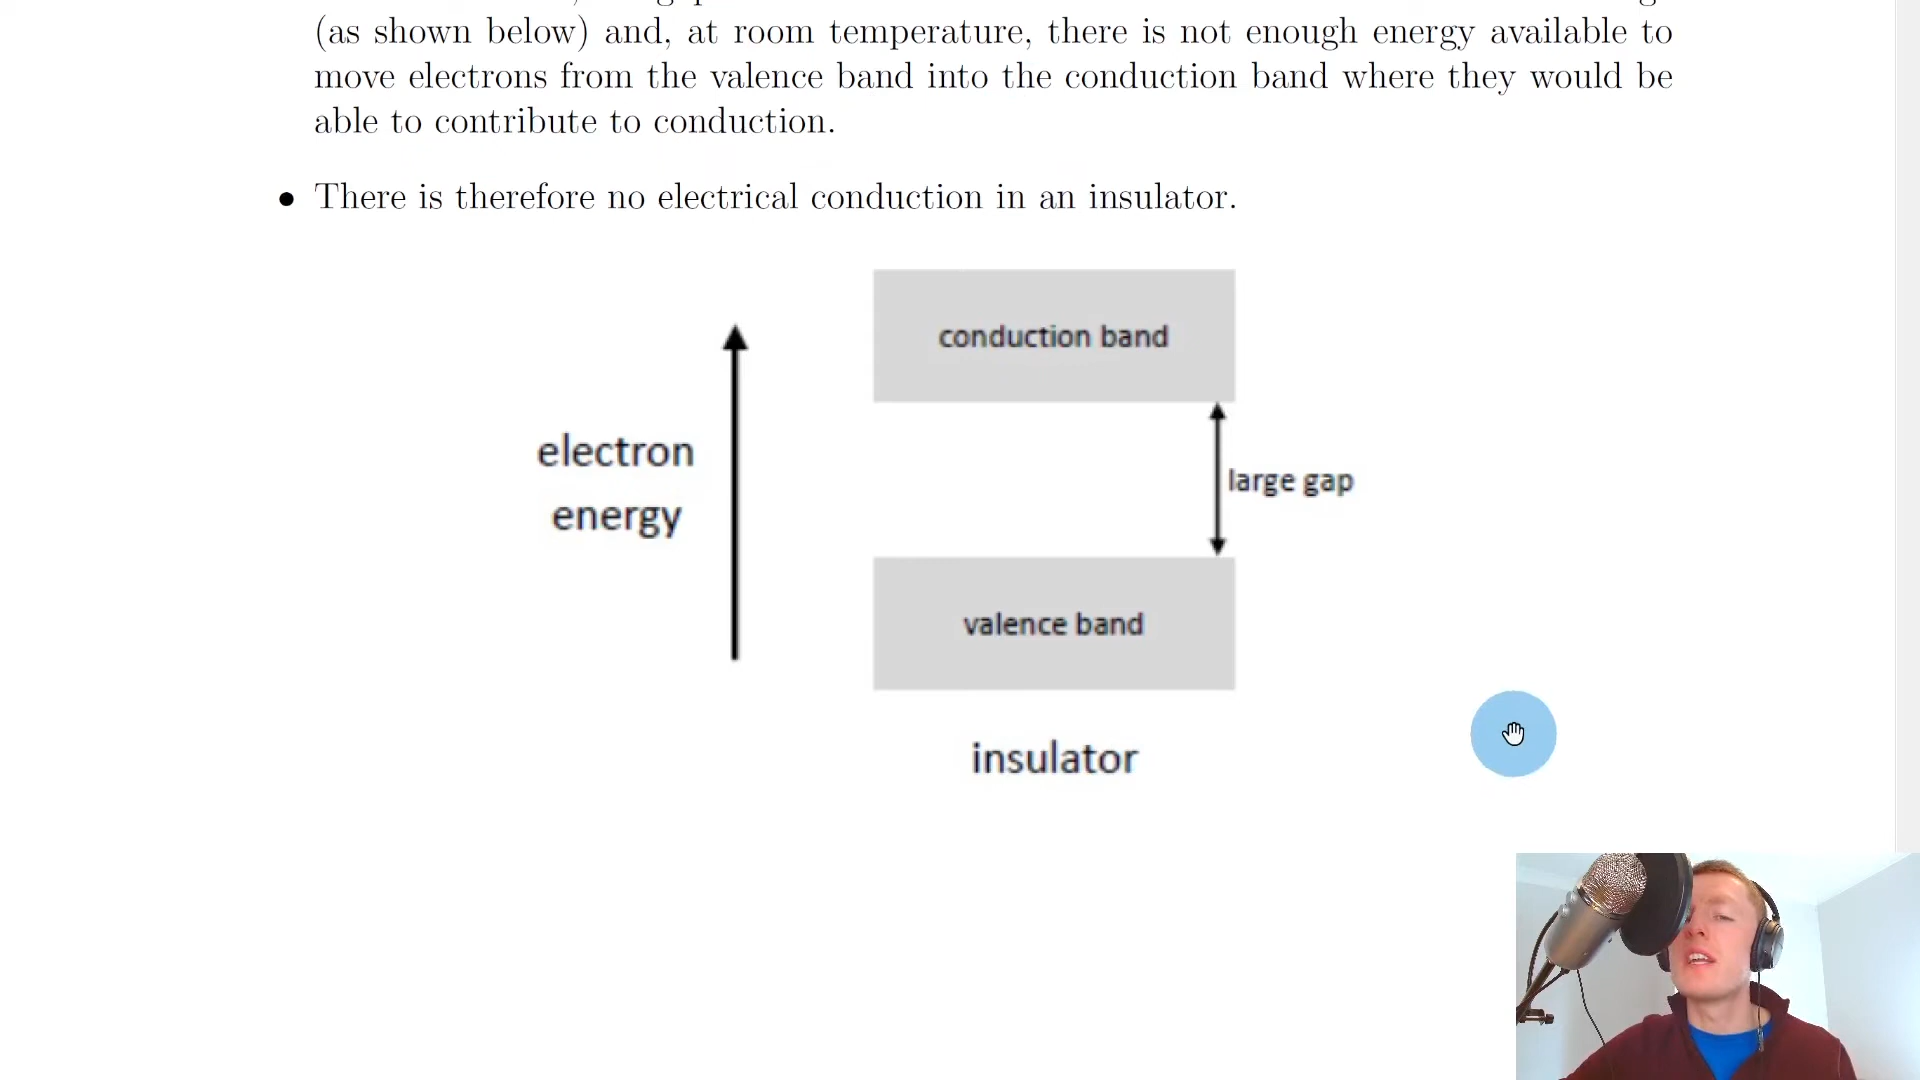 (as shown below) and, at room temperature, there is not enough energy available to
move electrons from the valence band into the conduction band where they would be
able to contribute to conduction.
• There is therefore no electrical conduction in an insulator.
conduction band
electron
energy
large gap
valence band
insulator